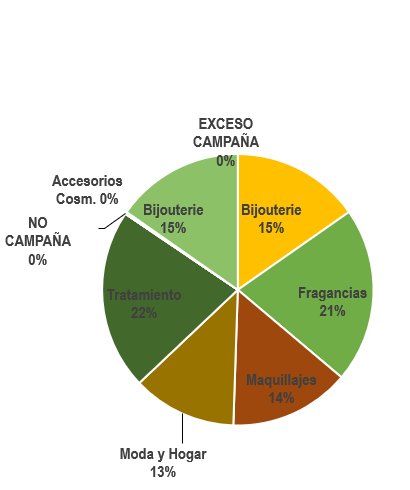 EXCESO
CAMPAÑA
0%
Bijouterie
15%
Fragancias
21%
Maquillajes
14%
Moda y Hogar
13%
Tratamiento
22%
NO
CAMPAÑA
0%
Accesorios
Cosm. 0%
Bijouterie
15%